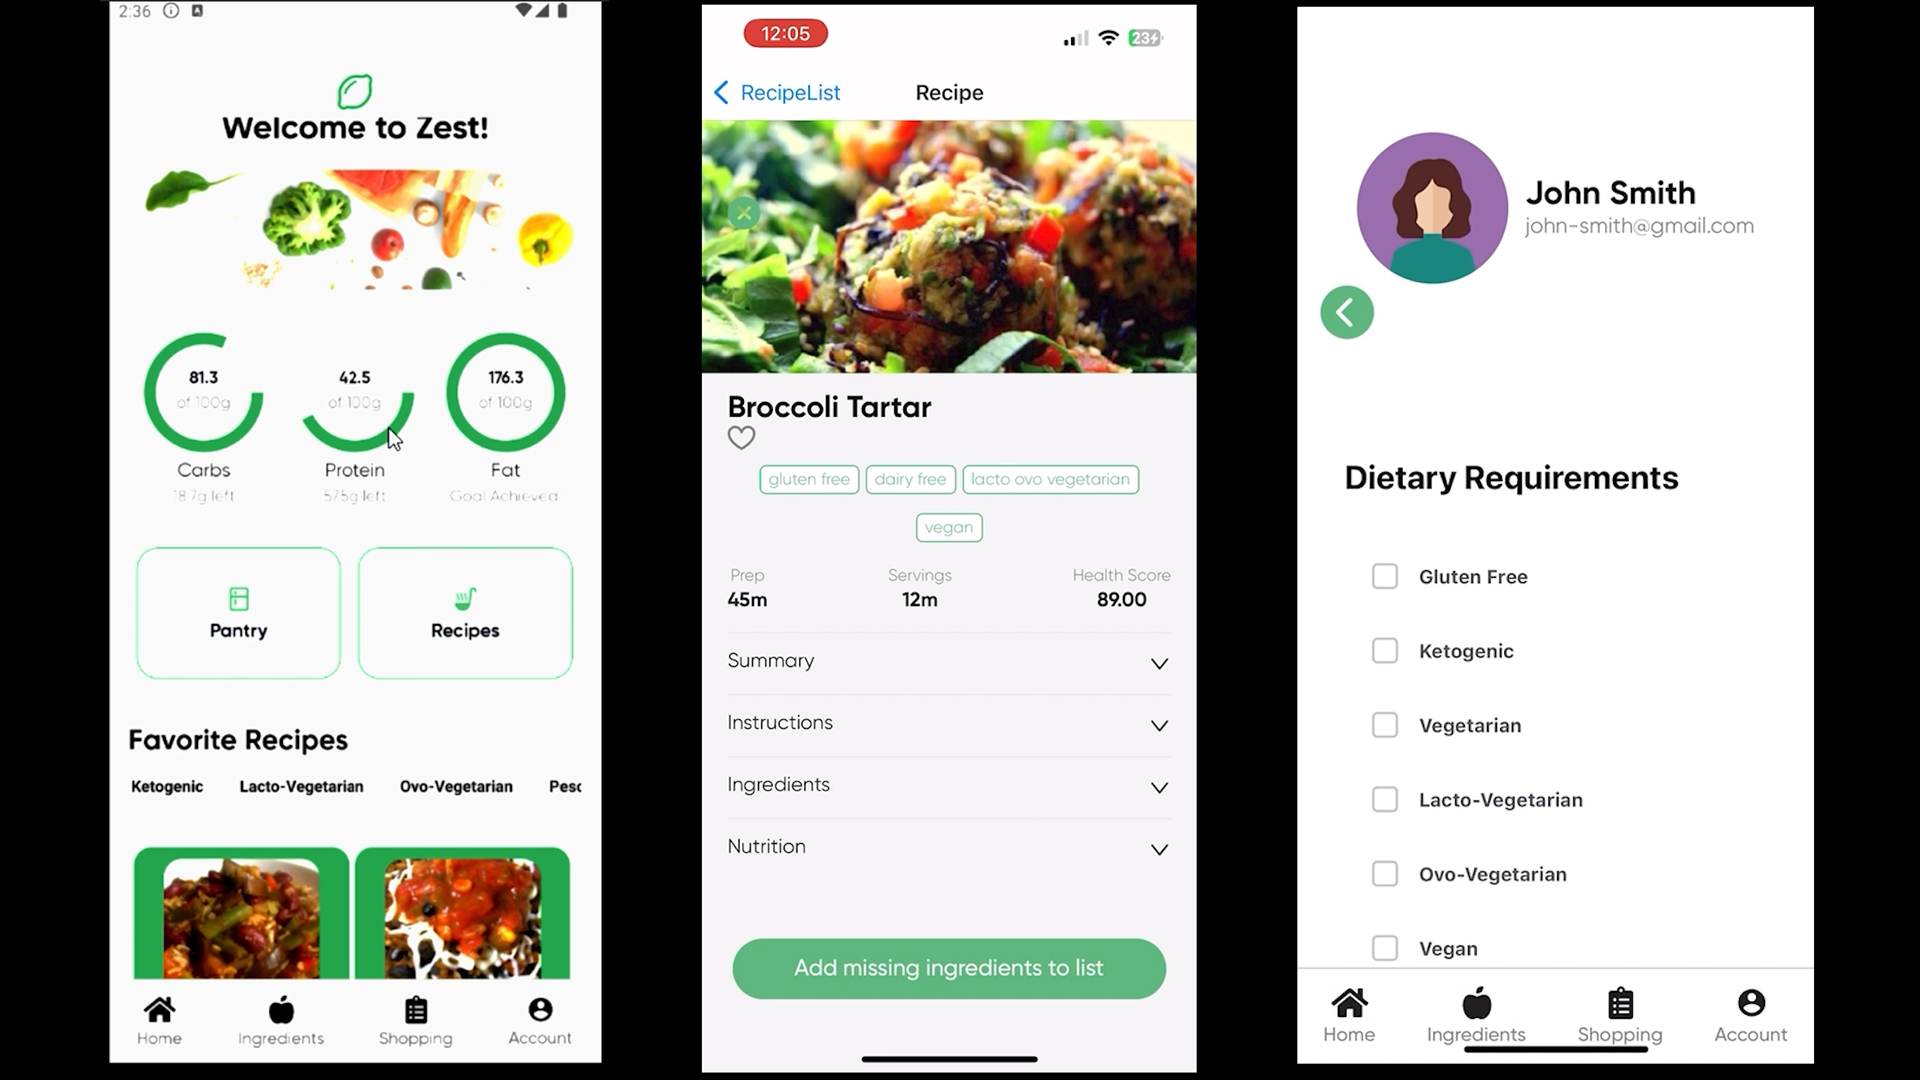 2:36
Welcome to Zest!
81.3
of 100g
42.5
of 100g
176.3
of 100g
Carbs
Protein
Fat
18.7g left
57.5g left
Goal Achieved!
Pantry
Recipes
Favorite Recipes
Ketogenic
Lacto-Vegetarian
Ovo-Vegetarian
Pesc
Home
Ingredients
Shopping
Account
12:05
23
RecipeList
Recipe
Broccoli Tartar
gluten free
dairy free
lacto ovo vegetarian
vegan
Prep
Servings
Health Score
45m
12m
89.00
Summary
Instructions
Ingredients
Nutrition
Add missing ingredients to list
John Smith
john-smith@gmail.com
Dietary Requirements
Gluten Free
Ketogenic
Vegetarian
Lacto-Vegetarian
Ovo-Vegetarian
Vegan
Home
Ingredients
Shopping
Account